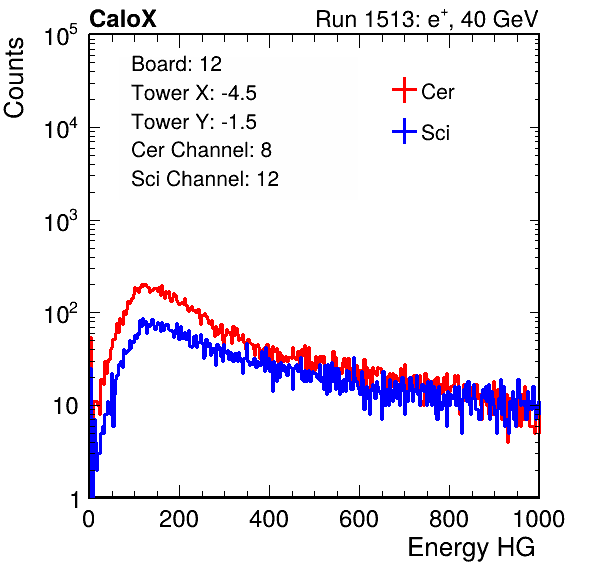 CaloX Run 1513: e⁺, 40 GeV
Counts
10⁵
10⁴
10³
10²
10
1
Board: 12
Tower X: -4.5
Tower Y: -1.5
Cer Channel: 8
Sci Channel: 12
Cer
Sci
0 200 400 600 800 1000
Energy HG